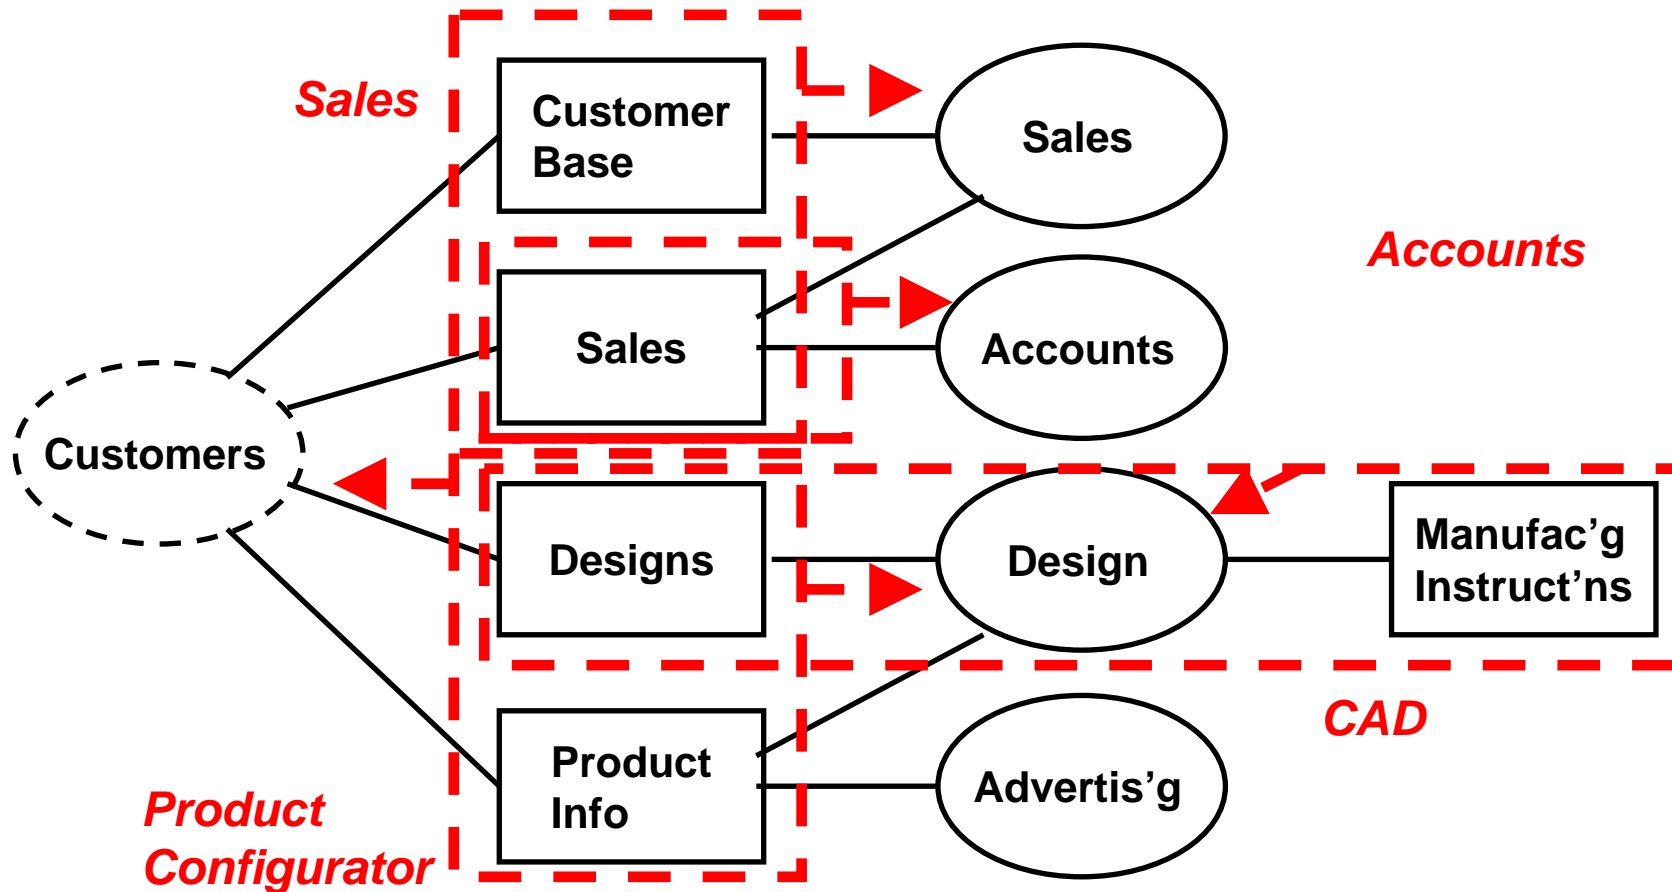 Sales
Customer
Base
Sales
Accounts
Sales
Accounts
Customers
Designs
Design
Manufac’g
Instruct’ns
CAD
Product
Info
Advertis’g
Product
Configurator